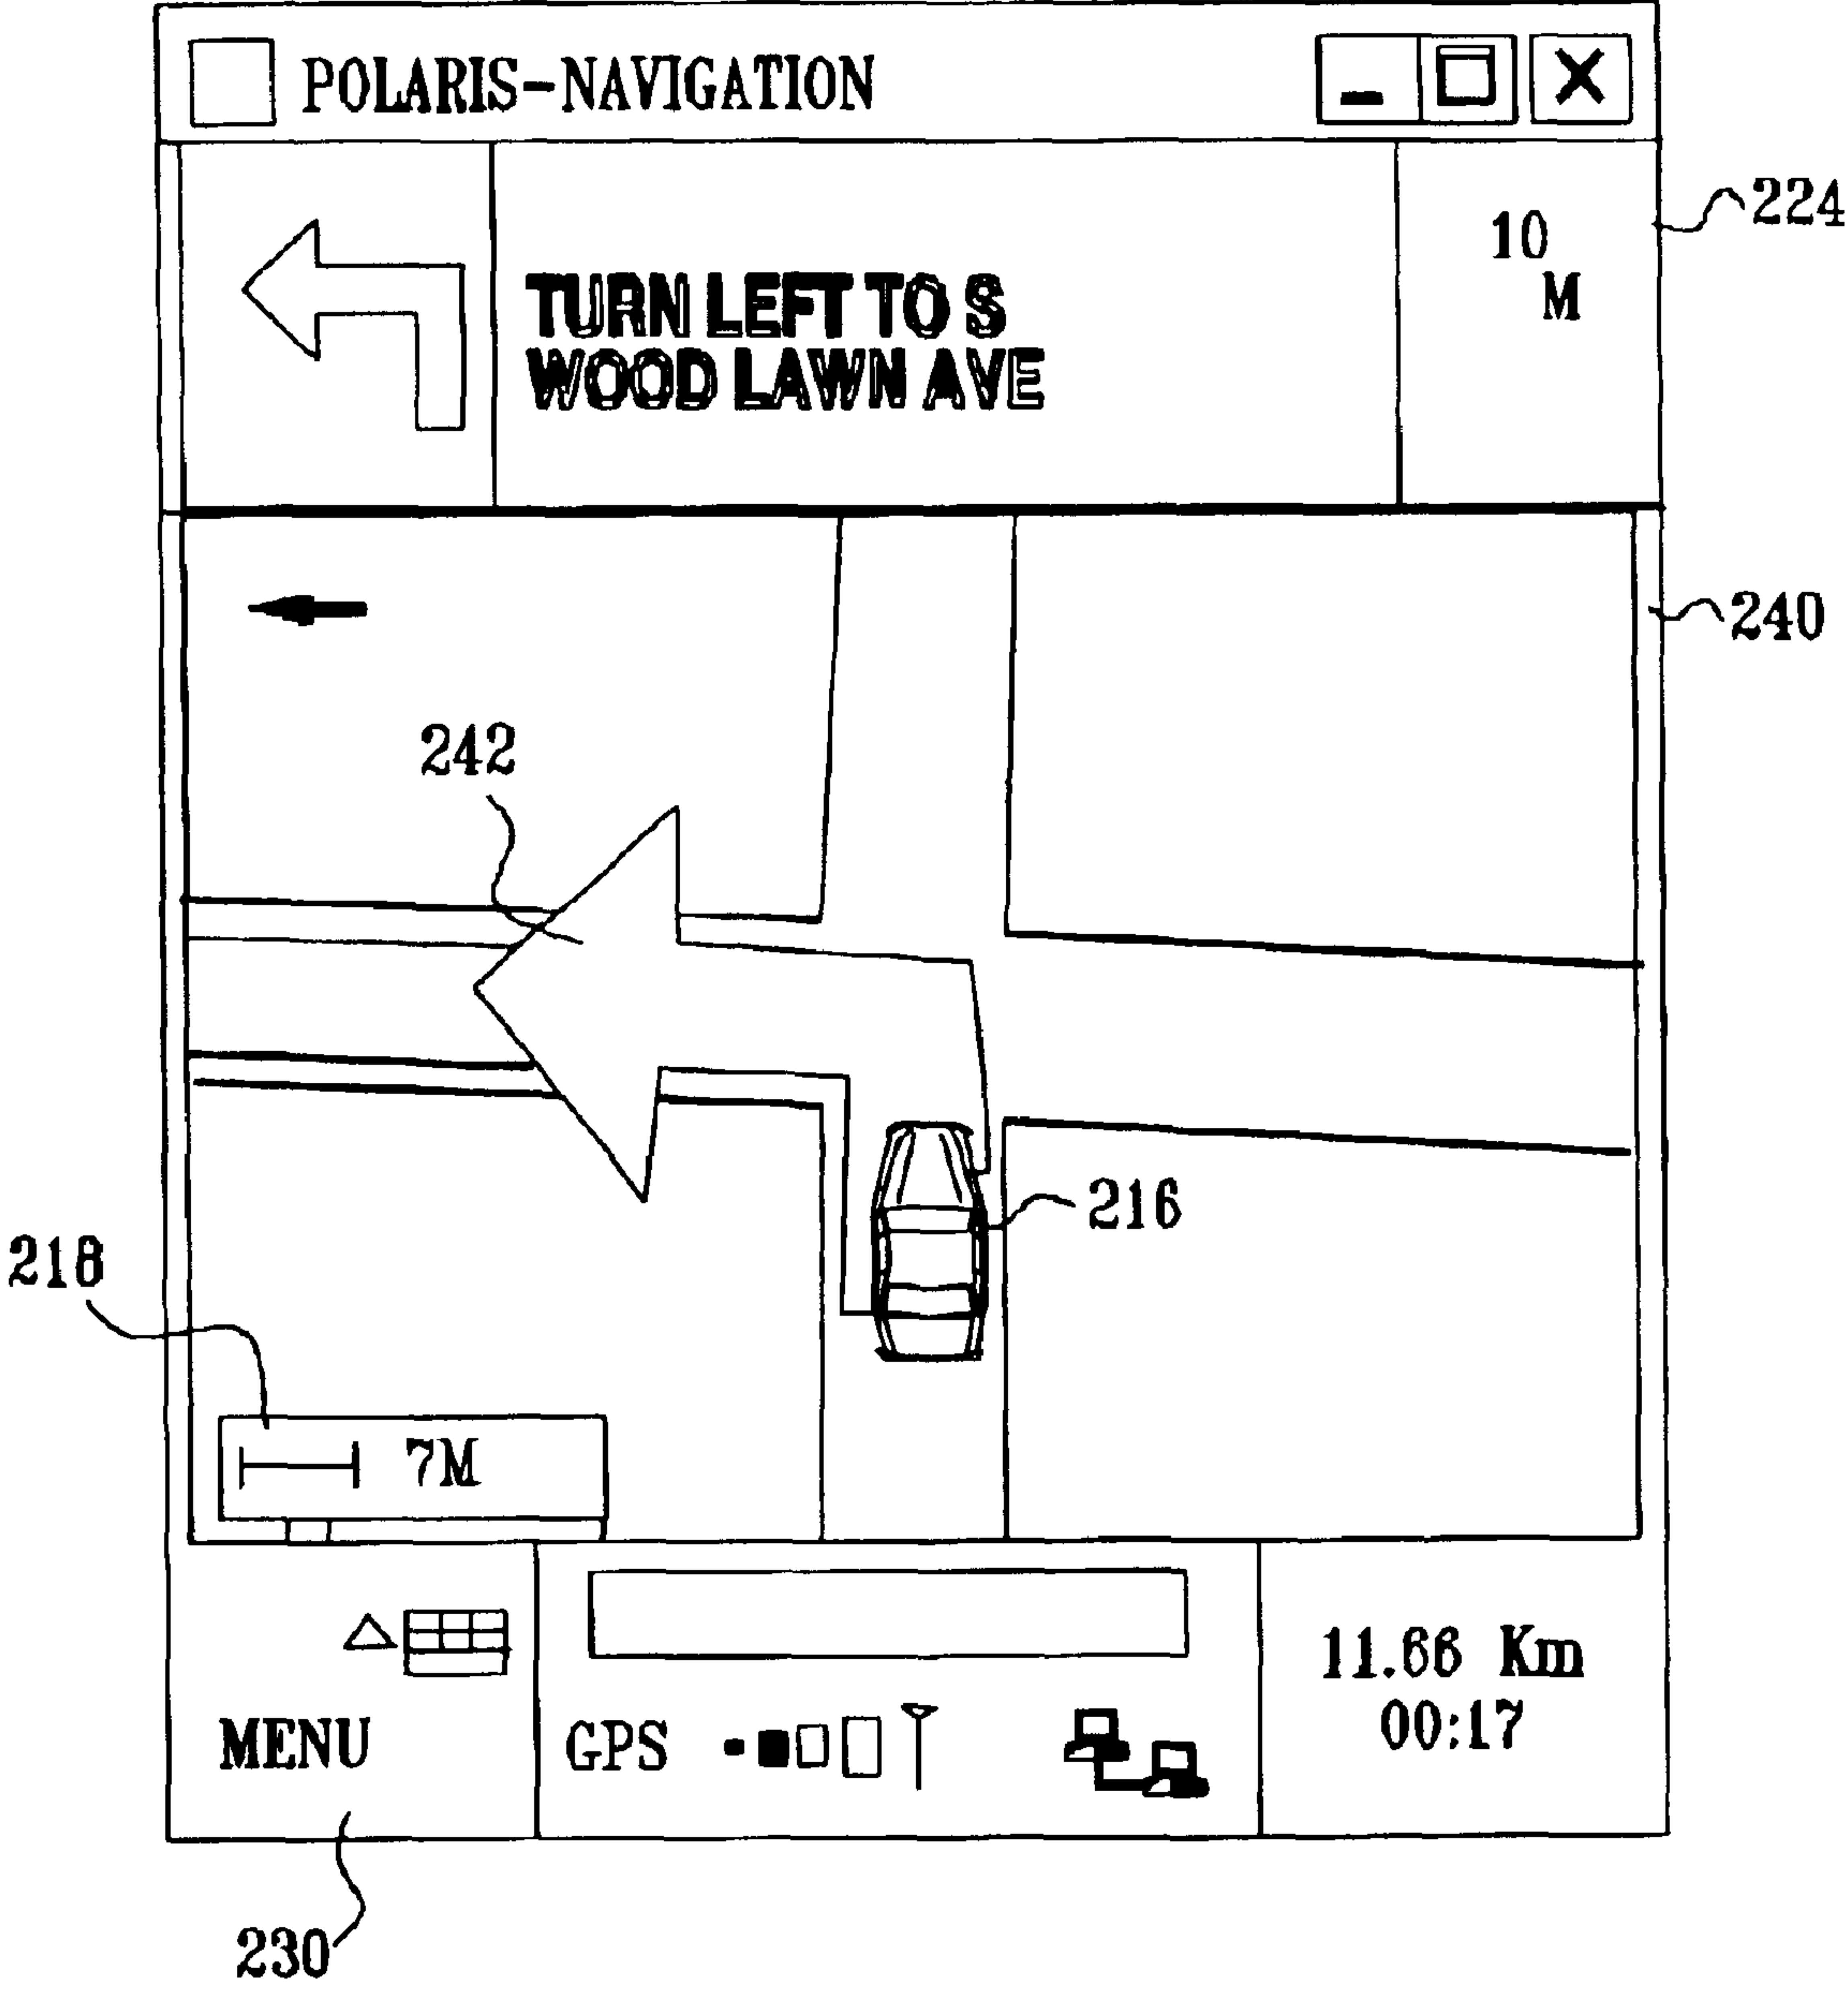 POLARIS-NAVIGATION
224
10
M
TURN LEFT TO S
WOOD LAWN AVE
240
242
216
218
7M
11.66 Km
00:17
MENU
GPS
230